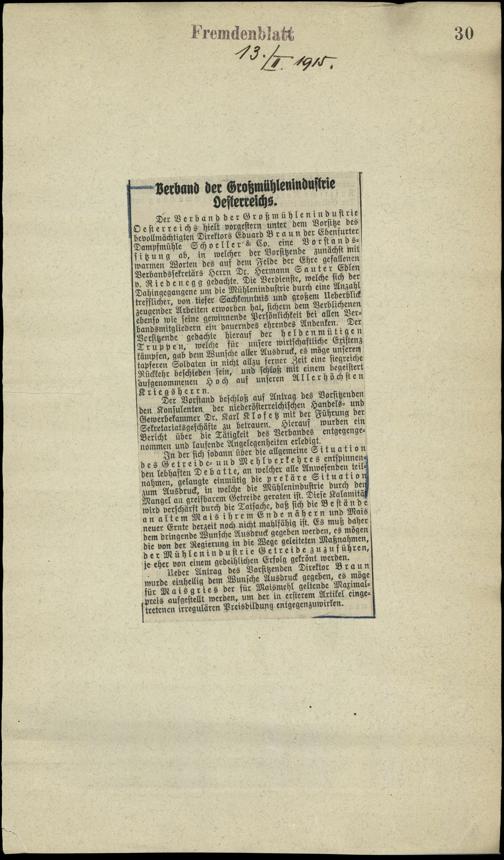 Fremdenblatt
30
13./II. 1915.
Verband der Großmühlenindustrie
Oesterreichs.
Der Verband der Großmühlenindustrie
Oesterreichs hielt vorgestern unter dem Vorsitze des
bevollmächtigten Direktors Eduard Braun der Ebenfurter
Dampfmühle Schoeller & Co. eine Vorstands-
sitzung ab, in welcher der Vorsitzende zunächst mit
warmen Worten des auf dem Felde der Ehre gefallenen
Verbandssekretärs Herrn Dr. Hermann Sauter Edlen
v. Riedenegg gedachte. Die Verdienste, welche sich der
Dahingegangene um die Mühlenindustrie durch eine Anzahl
trefflicher, von tiefer Sachkenntnis und großem Ueberblick
zeugender Arbeiten erworben hat, sichern dem Verblichenen
ebenso wie seine gewinnende Persönlichkeit bei allen Ver-
bandsmitgliedern ein dauerndes ehrendes Andenken. Der
Vorsitzende gedachte hierauf der heldenmütigen
Truppen, welche für unsere wirtschaftliche Existenz
kämpfen, gab dem Wunsche aller Ausdruck, es möge unseren
tapferen Soldaten in nicht allzu ferner Zeit eine siegreiche
Rückkehr beschieden sein, und schloß mit einem begeistert
aufgenommenen Hoch auf unseren Allerhöchsten
Kriegsherrn.
Der Vorstand beschloß auf Antrag des Vorsitzenden
den Konsulenten der niederösterreichischen Handels- und
Gewerbekammer Dr. Karl Klofetz mit der Führung der
Sekretariatsgeschäfte zu betrauen. Hierauf wurden ein
Bericht über die Tätigkeit des Verbandes entgegenge-
nommen und laufende Angelegenheiten erledigt.
In der sich sodann über die allgemeine Situation
des Getreide- und Mehlverkehres entspinnen-
den lebhaften Debatte, an welcher alle Anwesenden teil-
nahmen, gelangte einmütig die prekäre Situation
zum Ausdruck, in welche die Mühlenindustrie durch den
Mangel an greifbarem Getreide geraten ist. Diese Kalamität
wird verschärft durch die Tatsache, daß sich die Bestände
an altem Mais ihrem Ende nähern und Mais
neuer Ernte derzeit noch nicht mahlfähig ist. Es muß daher
dem dringende Wunsche Ausdruck gegeben werden, es mögen
die von der Regierung in die Wege geleiteten Maßnahmen,
der Mühlenindustrie Getreide zuzuführen,
je eher von einem gedeihlichen Erfolg gekrönt werden.
Ueber Antrag des Vorsitzenden Direktor Braun
wurde einhellig dem Wunsche Ausdruck gegeben, es möge
für Maisgries der für Maismehl geltende Maximal-
preis aufgestellt werden, um der in ersterem Artikel einge-
tretenen irregulären Preisbildung entgegenzuwirken.